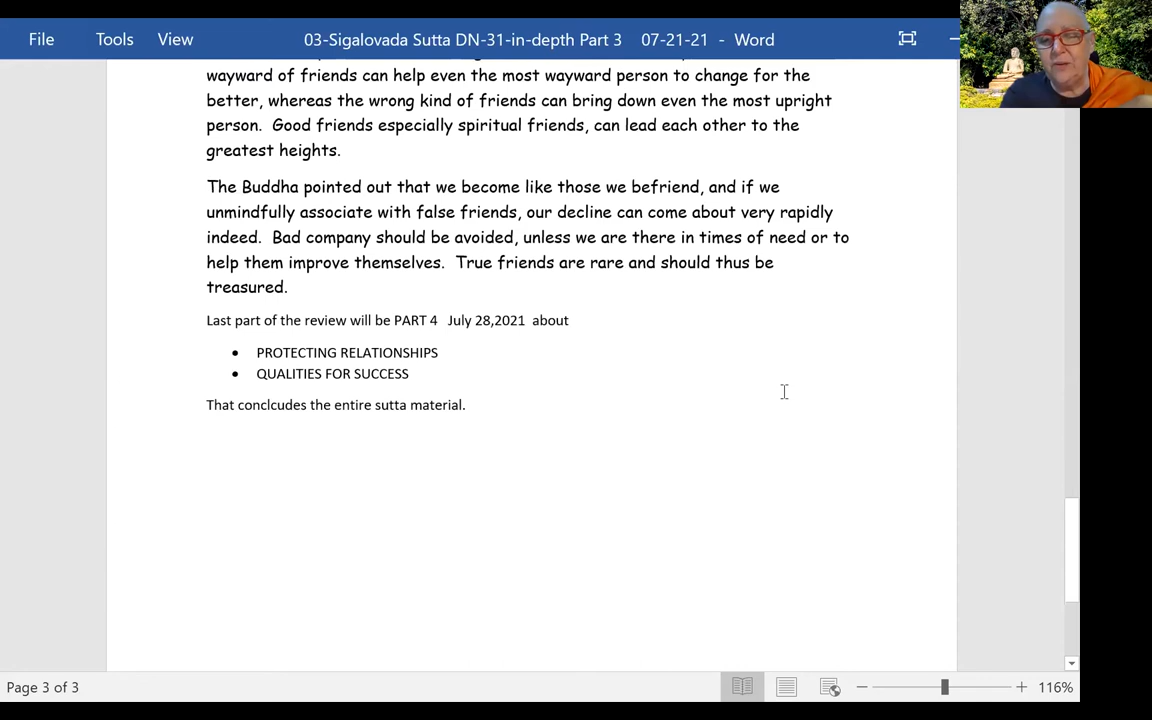 File Tools View 03-Sigalovada Sutta DN-31-in-depth Part 3 07-21-21 - Word
wayward of friends can help even the most wayward person to change for the
better, whereas the wrong kind of friends can bring down even the most upright
person. Good friends especially spiritual friends, can lead each other to the
greatest heights.
The Buddha pointed out that we become like those we befriend, and if we
unmindfully associate with false friends, our decline can come about very rapidly
indeed. Bad company should be avoided, unless we are there in times of need or to
help them improve themselves. True friends are rare and should thus be
treasured.
Last part of the review will be PART 4 July 28,2021 about
• PROTECTING RELATIONSHIPS
• QUALITIES FOR SUCCESS
That conclcudes the entire sutta material.
Page 3 of 3 116%